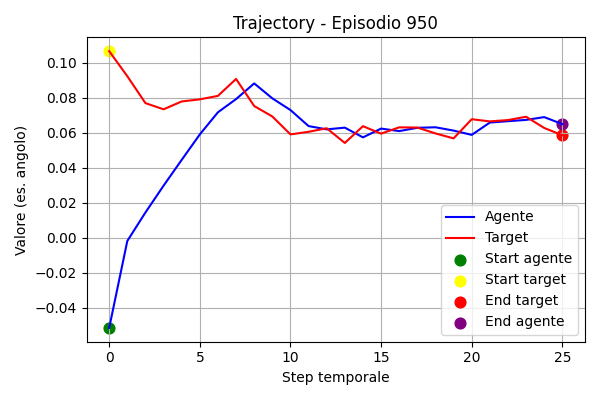 Trajectory - Episodio 950
Valore (es. angolo)
0.10
0.08
0.06
0.04
0.02
0.00
−0.02
−0.04
Agente
Target
Start agente
Start target
End target
End agente
0 5 10 15 20 25
Step temporale